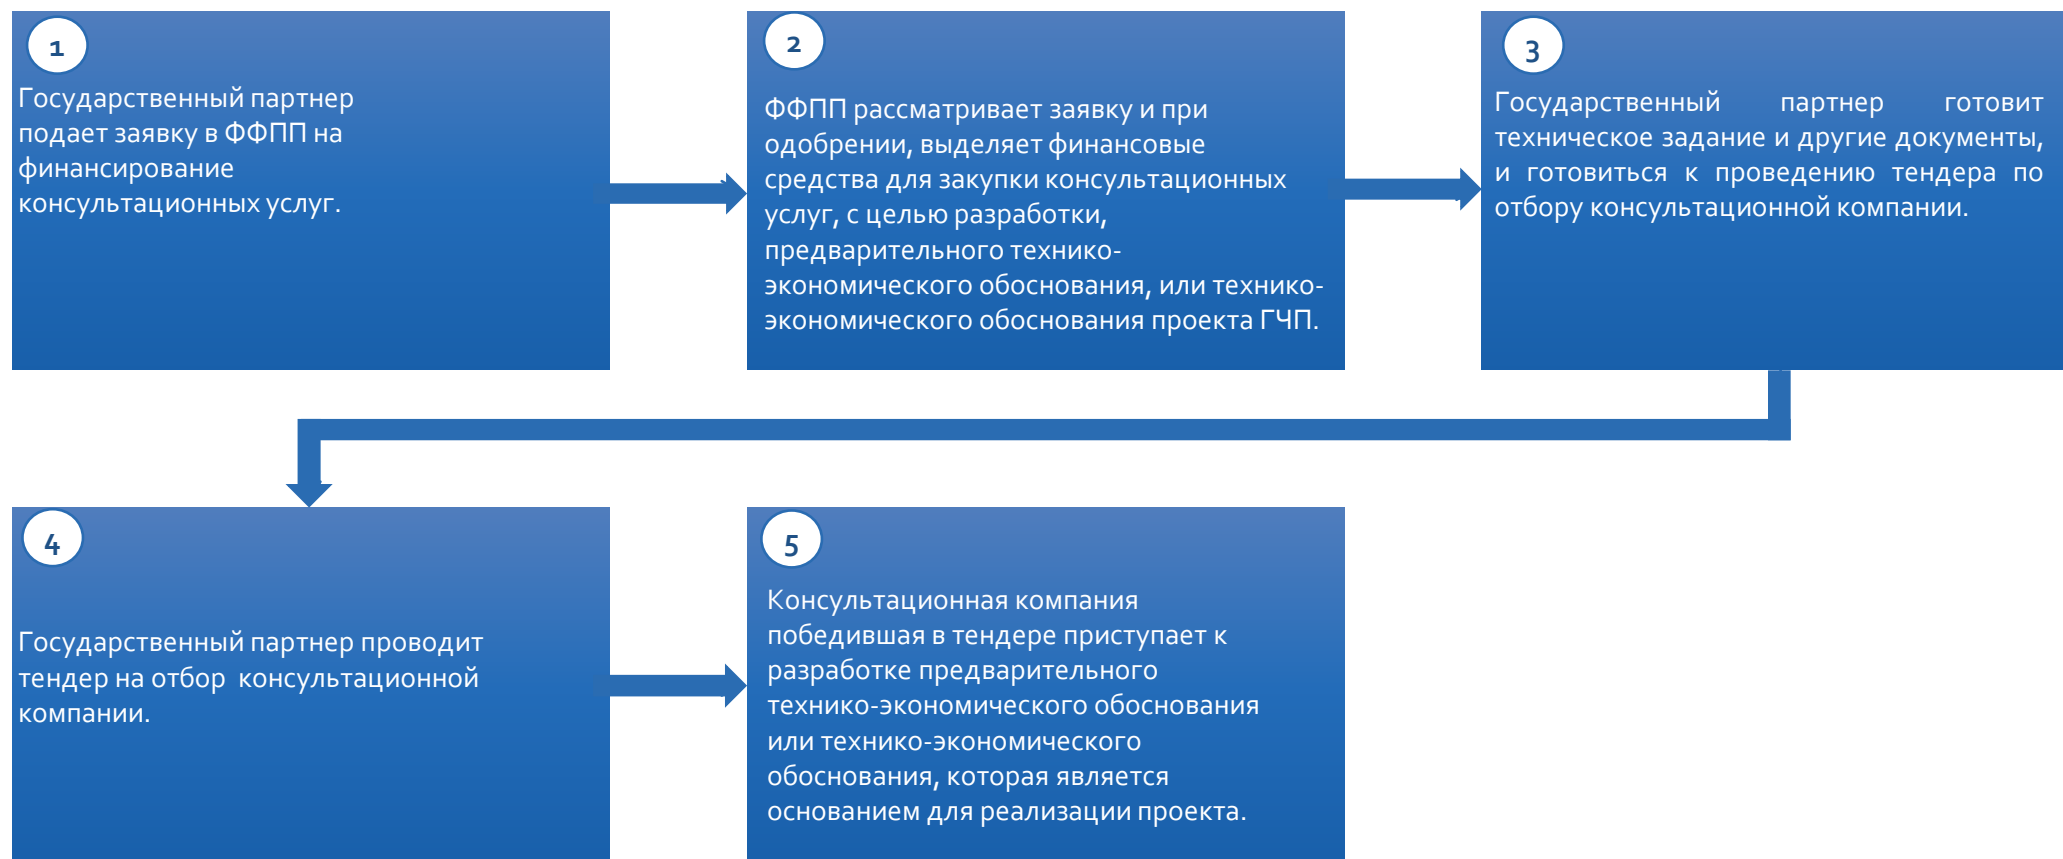 1
Государственный партнер
подает заявку в ФФПП на
финансирование
консультационных услуг.
2
ФФПП рассматривает заявку и при
одобрении, выделяет финансовые
средства для закупки консультационных
услуг, с целью разработки,
предварительного технико-
экономического обоснования, или технико-
экономического обоснования проекта ГЧП.
3
Государственный партнер готовит
техническое задание и другие документы,
и готовиться к проведению тендера по
отбору консультационной компании.
4
Государственный партнер проводит
тендер на отбор консультационной
компании.
5
Консультационная компания
победившая в тендере приступает к
разработке предварительного
технико-экономического обоснования
или технико-экономического
обоснования, которая является
основанием для реализации проекта.